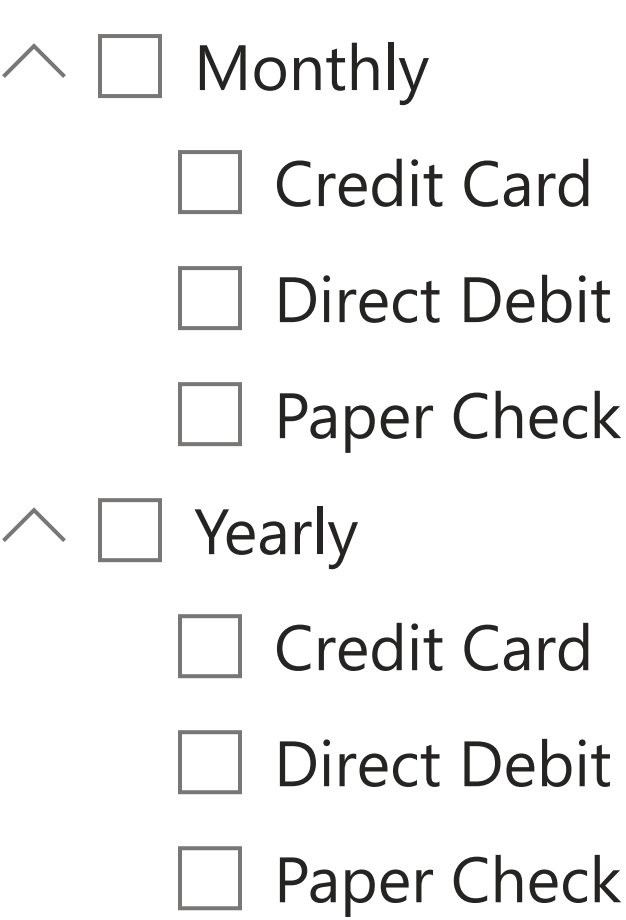 Monthly
Credit Card
Direct Debit
Paper Check
Yearly
Credit Card
Direct Debit
Paper Check